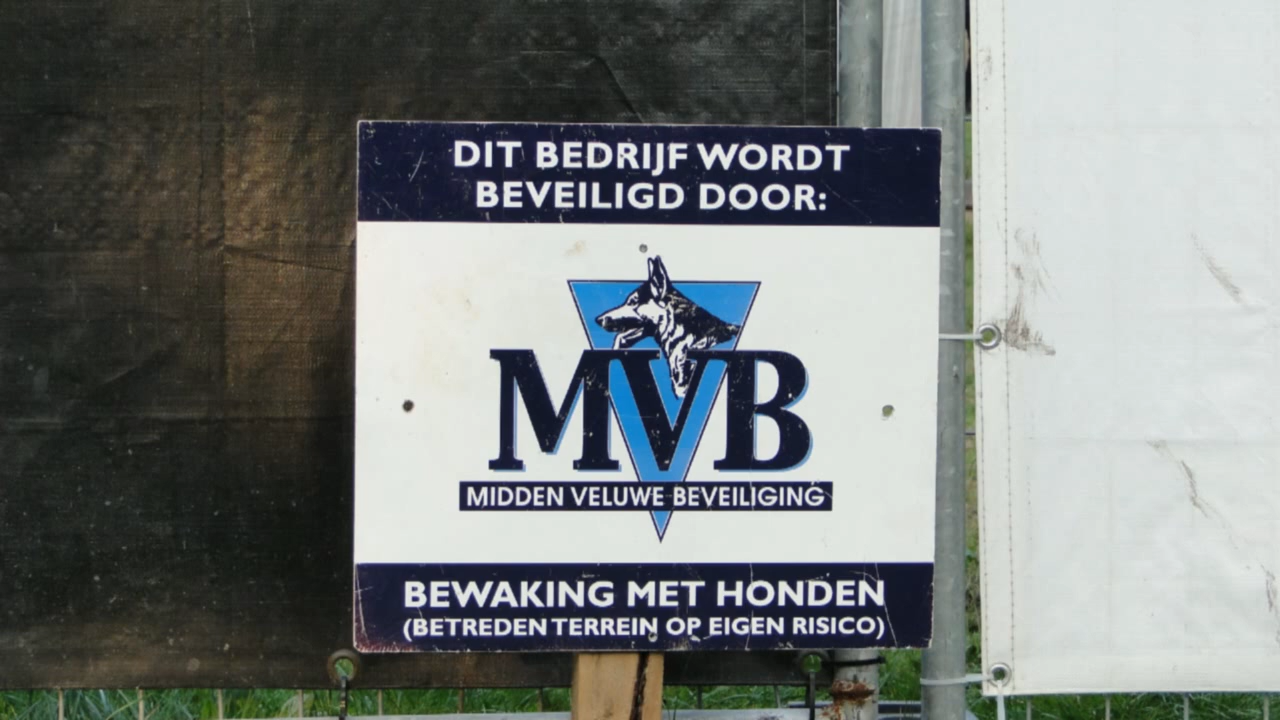 DIT BEDRIJF WORDT
BEVEILIGD DOOR:
MVB
MIDDEN VELUWE BEVEILIGING
BEWAKING MET HONDEN
(BETREDEN TERREIN OP EIGEN RISICO)